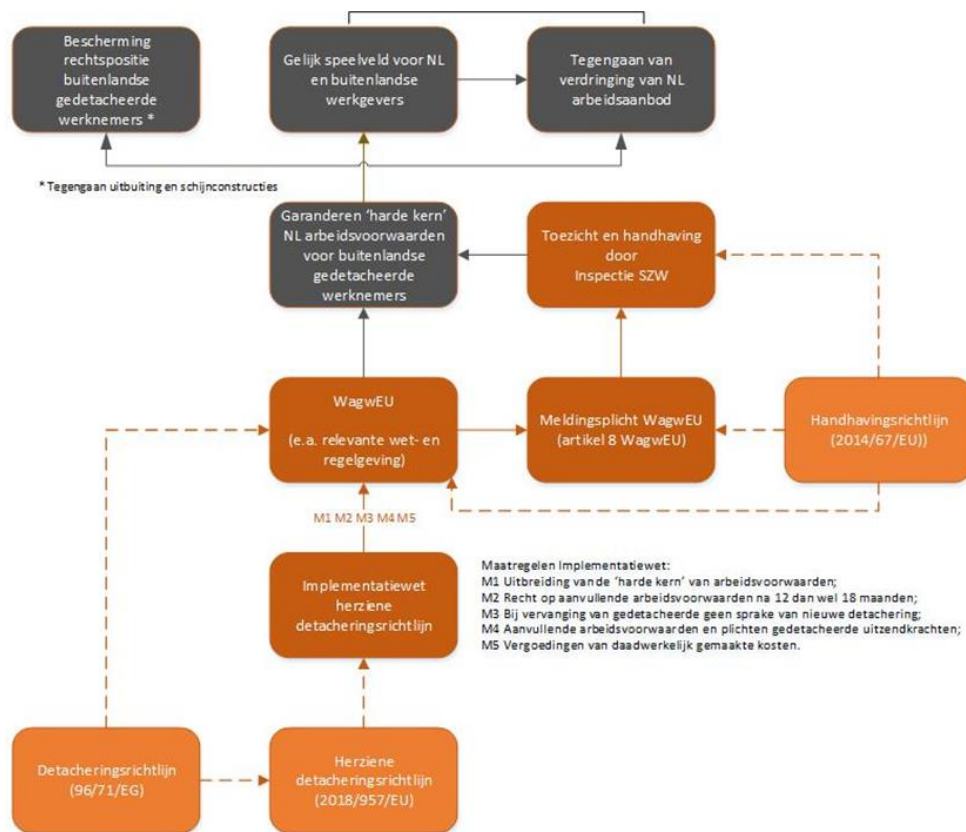 Bescherming
rechtspositie
buitenlandse
gedetacheerde
werknemers *
Gelijk speelveld voor NL
en buitenlandse
werkgevers
Tegengaan van
verdringing van NL
arbeidsaanbod
* Tegengaan uitbuiting en schijnconstructies
Garanderen ‘harde kern’
NL arbeidsvoorwaarden
voor buitenlandse
gedetacheerde
werknemers
Toezicht en handhaving
door
Inspectie SZW
WagwEU
(e.a. relevante wet- en
regelgeving)
Meldingsplicht WagwEU
(artikel 8 WagwEU)
Handhavingsrichtlijn
(2014/67/EU))
M1 M2 M3 M4 M5
Implementatiewet
herziene
detacheringsrichtlijn
Maatregelen Implementatiewet:
M1 Uitbreiding van de ‘harde kern’ van arbeidsvoorwaarden;
M2 Recht op aanvullende arbeidsvoorwaarden na 12 dan wel 18 maanden;
M3 Bij vervanging van gedetacheerde geen sprake van nieuwe detachering;
M4 Aanvullende arbeidsvoorwaarden en plichten gedetacheerde uitzendkrachten;
M5 Vergoedingen van daadwerkelijk gemaakte kosten.
Detacheringsrichtlijn
(96/71/EG)
Herziene
detacheringsrichtlijn
(2018/957/EU)